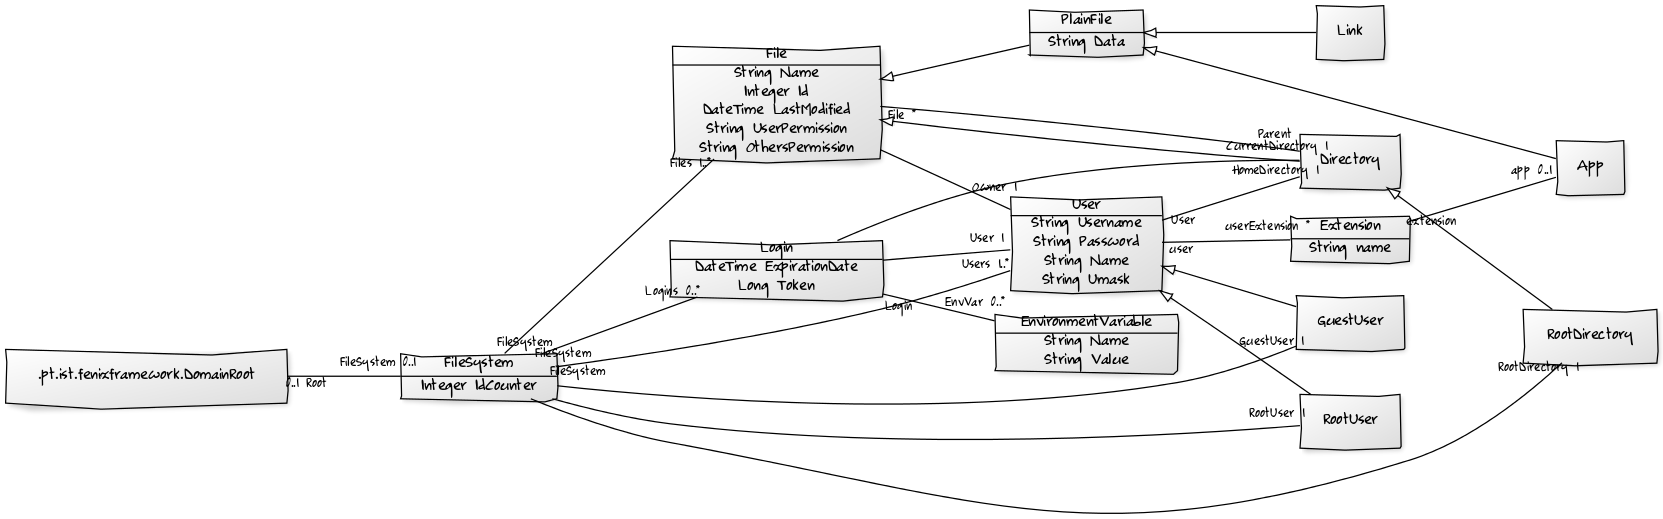 PlainFile
String Data
Link
File
String Name
Integer Id
DateTime LastModified
String UserPermission
String OthersPermission
File *
Files 1..*
Parent
CurrentDirectory 1
Directory
HomeDirectory 1
app 0..1
App
Owner 1
User
String Username
String Password
String Name
String Umask
User
user
userExtension *
Extension
String name
extension
Login
DateTime ExpirationDate
Long Token
User 1
Users 1..*
Logins 0..*
Login
EnvVar 0..*
EnvironmentVariable
String Name
String Value
GuestUser
GuestUser 1
RootDirectory
RootDirectory 1
RootUser 1
RootUser
.pt.ist.fenixframework.DomainRoot
0..1 Root
FileSystem 0..1
FileSystem
Integer IdCounter
FileSystem
FileSystem
FileSystem